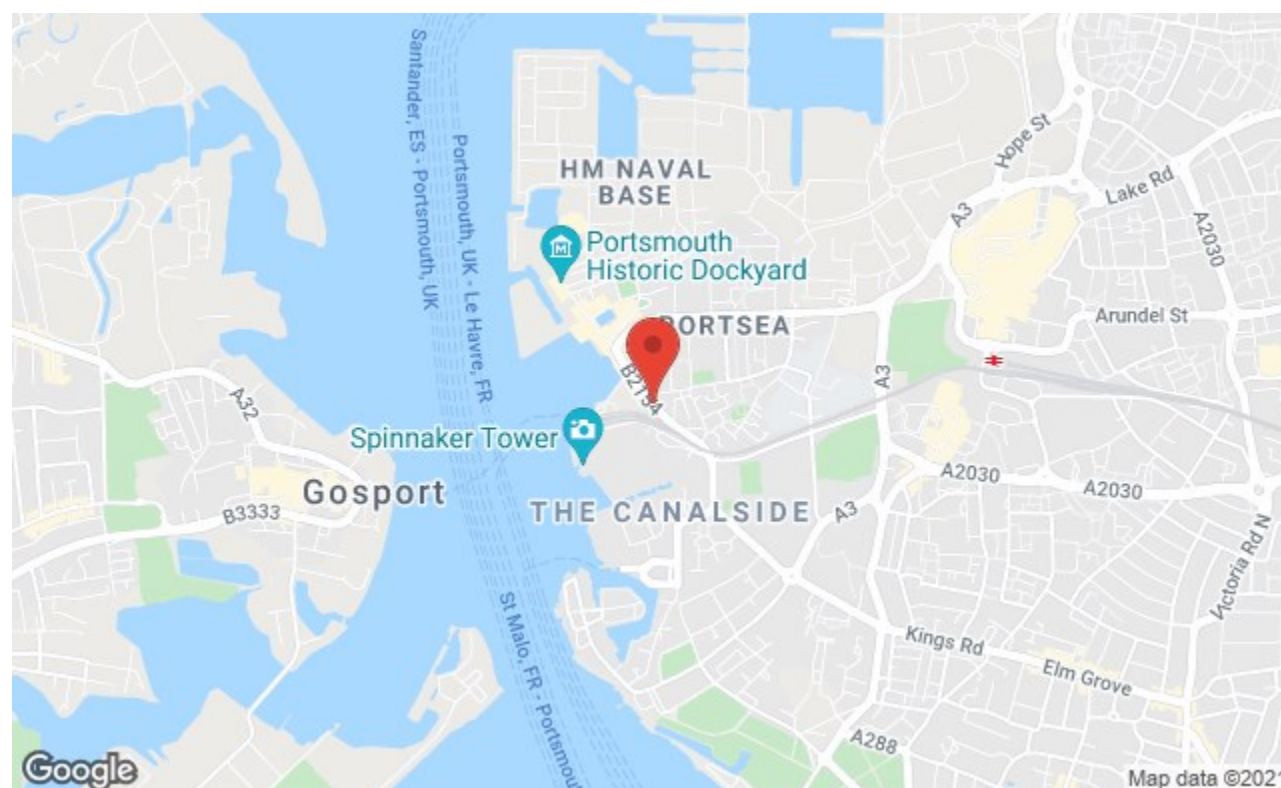 Santander, ES - Portsmouth, UK
Portsmouth, UK - Le Havre, FR
HM NAVAL
BASE
Hope St
Lake Rd
A3
A2030
Portsmouth
Historic Dockyard
PORTSEA
Arundel St
B2154
A3
A32
Spinnaker Tower
Gosport
B3333
THE CANALSIDE
A3
A2030
A2030
Victoria Rd N
St Malo, FR - Portsmou
Kings Rd
Elm Grove
A288
Google
Map data ©2021